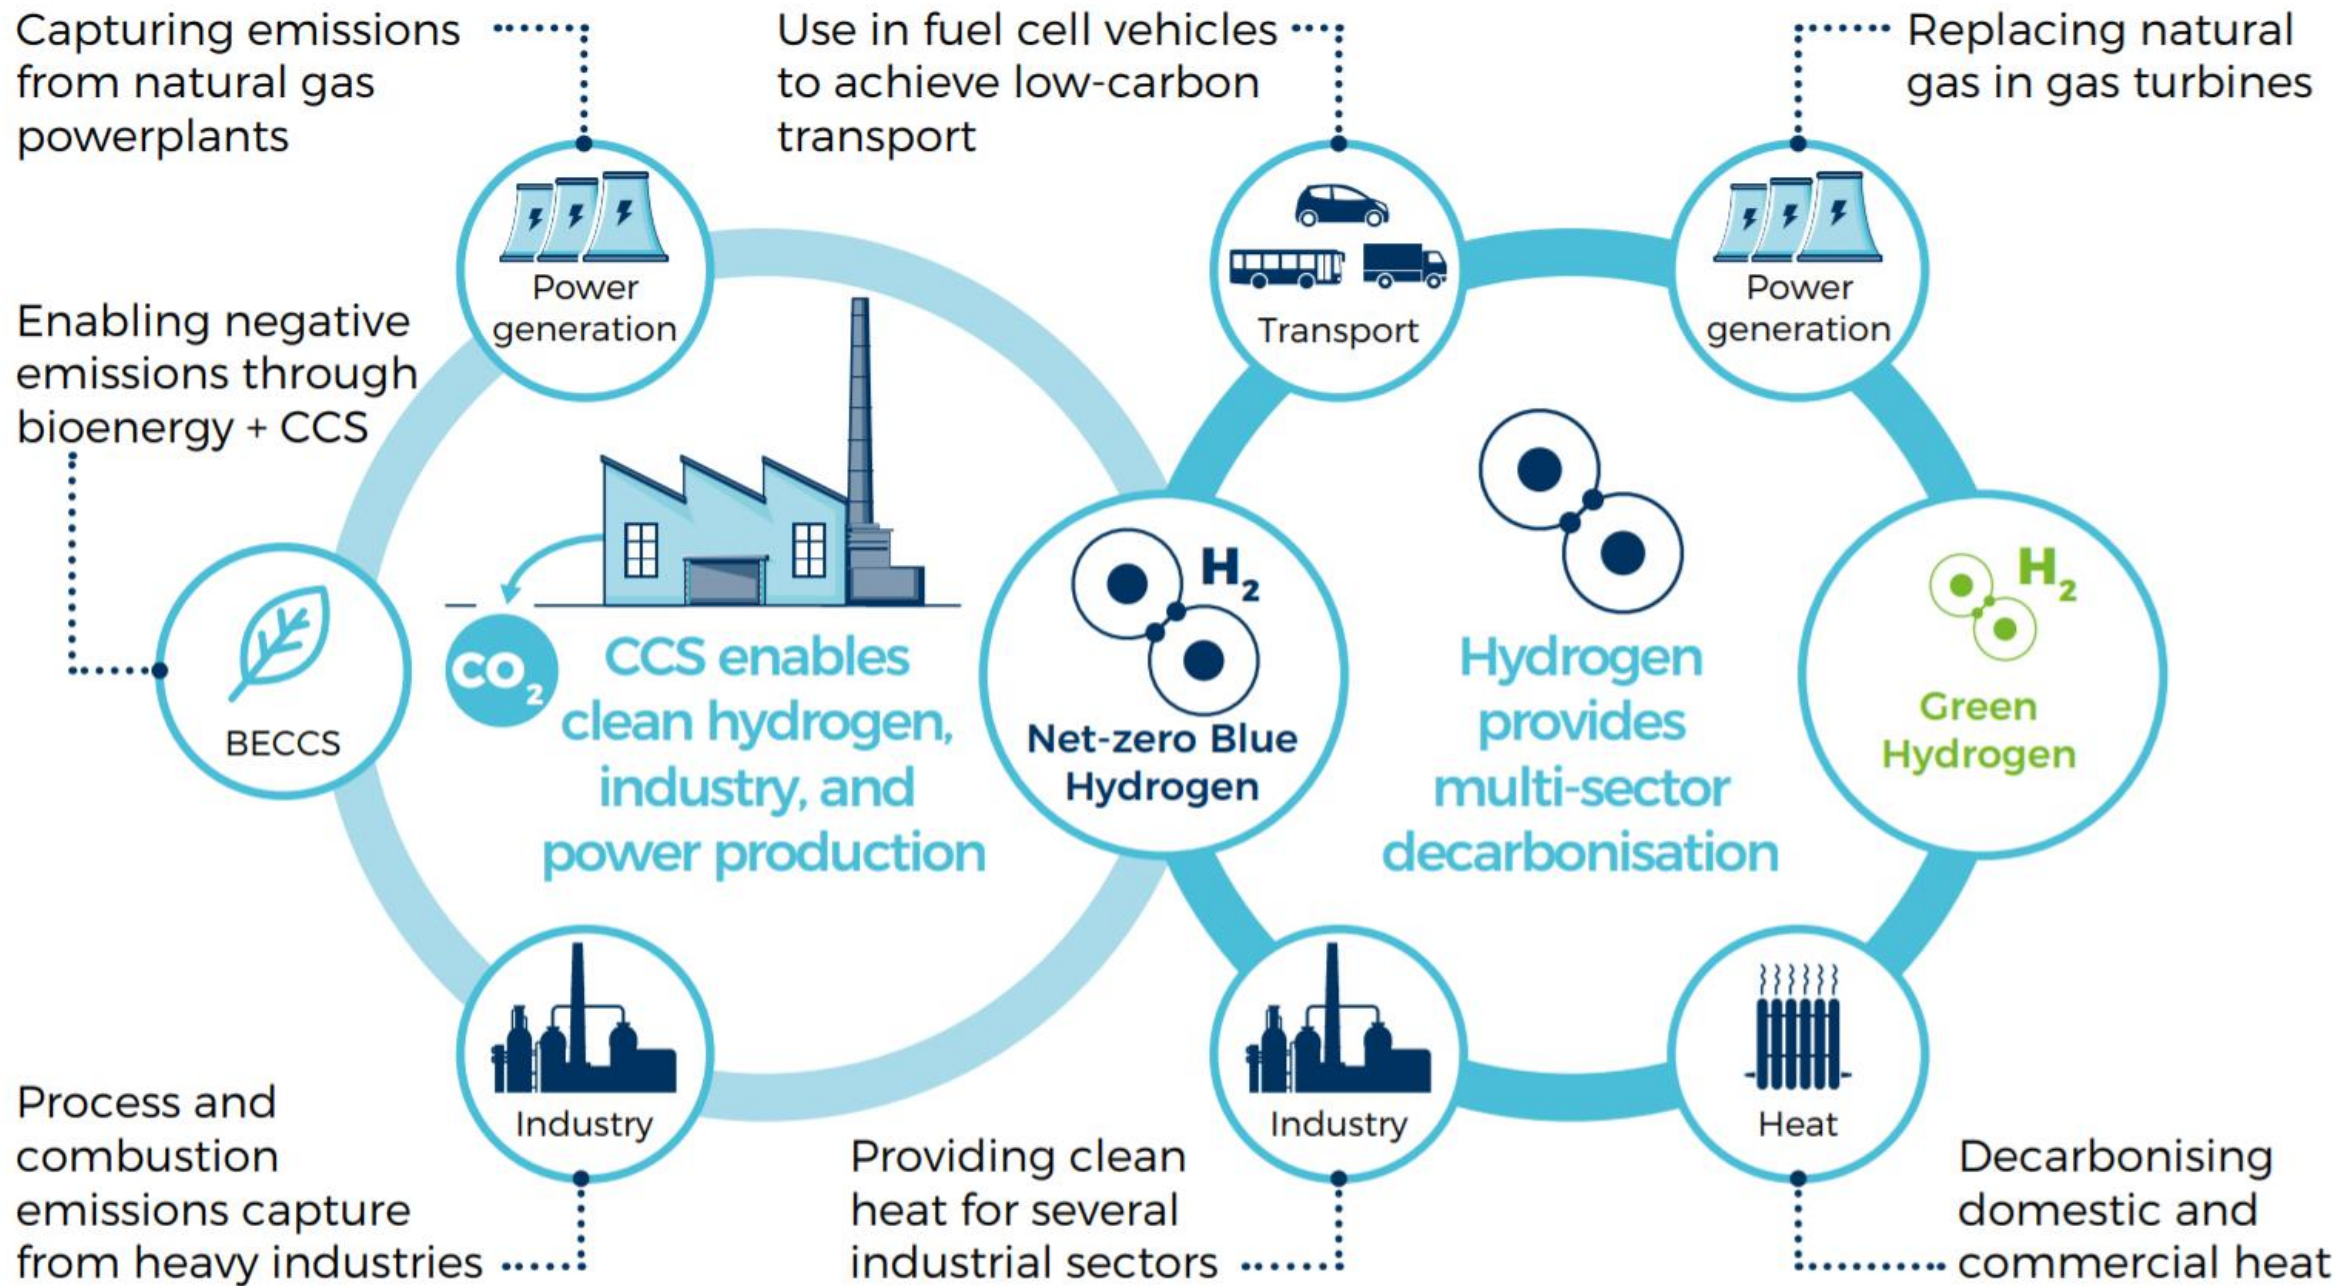 Capturing emissions
from natural gas
powerplants
Use in fuel cell vehicles
to achieve low-carbon
transport
Replacing natural
gas in gas turbines
Power
generation
Transport
Power
generation
Enabling negative
emissions through
bioenergy + CCS
BECCS
CO2
CCS enables
clean hydrogen,
industry, and
power production
H2
Net-zero Blue
Hydrogen
Hydrogen
provides
multi-sector
decarbonisation
H2
Green
Hydrogen
Industry
Industry
Heat
Process and
combustion
emissions capture
from heavy industries
Providing clean
heat for several
industrial sectors
Decarbonising
domestic and
commercial heat